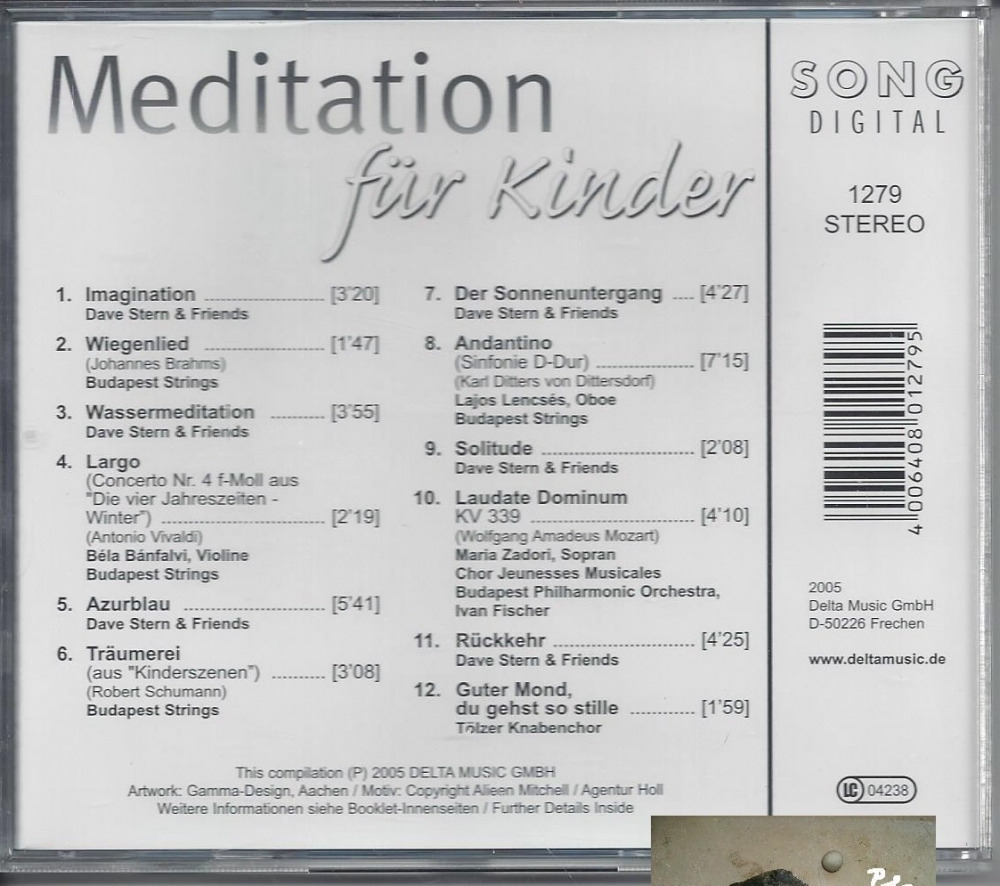 Meditation
für Kinder
1. Imagination ........................ [3'20]
Dave Stern & Friends
2. Wiegenlied ........................ [1'47]
(Johannes Brahms)
Budapest Strings
3. Wassermeditation .......... [3'55]
Dave Stern & Friends
4. Largo
(Concerto Nr. 4 f-Moll aus
"Die vier Jahreszeiten -
Winter") ................................ [2'19]
(Antonio Vivaldi)
Béla Bánfalvi, Violine
Budapest Strings
5. Azurblau ............................ [5'41]
Dave Stern & Friends
6. Träumerei
(aus "Kinderszenen") .......... [3'08]
(Robert Schumann)
Budapest Strings
7. Der Sonnenuntergang .... [4'27]
Dave Stern & Friends
8. Andantino
(Sinfonie D-Dur) ................... [7'15]
(Karl Ditters von Dittersdorf)
Lajos Lencsés, Oboe
Budapest Strings
9. Solitude .............................. [2'08]
Dave Stern & Friends
10. Laudate Dominum
KV 339 ................................ [4'10]
(Wolfgang Amadeus Mozart)
Maria Zadori, Sopran
Chor Jeunesses Musicales
Budapest Philharmonic Orchestra,
Ivan Fischer
11. Rückkehr ............................ [4'25]
Dave Stern & Friends
12. Guter Mond,
du gehst so stille ............ [1'59]
Tölzer Knabenchor
This compilation (P) 2005 DELTA MUSIC GMBH
Artwork: Gamma-Design, Aachen / Motiv: Copyright Alieen Mitchell / Agentur Holl
Weitere Informationen siehe Booklet-Innenseiten / Further Details Inside
SONG
DIGITAL
1279
STEREO
4 006408 012795
2005
Delta Music GmbH
D-50226 Frechen
www.deltamusic.de
LC 04238